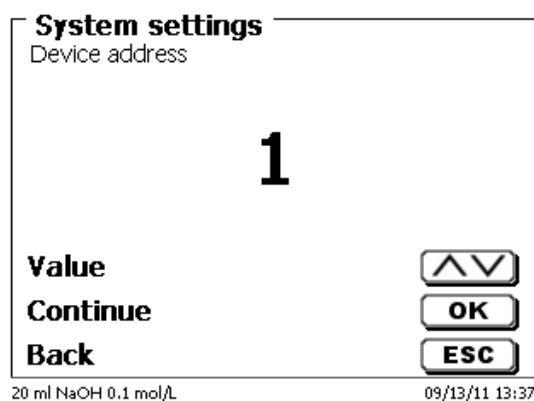 System settings
Device address
1
Value
Continue OK
Back ESC
20 ml NaOH 0.1 mol/L 09/13/11 13:37